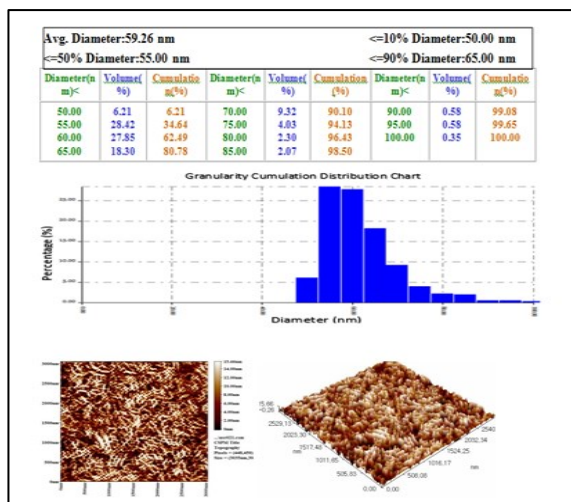 Avg. Diameter:59.26 nm <=10% Diameter:50.00 nm
<=50% Diameter:55.00 nm <=90% Diameter:65.00 nm
Diameter(nm)< Volume(%) Cumulation(%) Diameter(nm)< Volume(%) Cumulation(%) Diameter(nm)< Volume(%) Cumulation(%)
50.00 6.21 6.21 70.00 9.32 90.10 90.00 0.58 99.08
55.00 28.42 34.64 75.00 4.03 94.13 95.00 0.58 99.65
60.00 27.85 62.49 80.00 2.30 96.43 100.00 0.35 100.00
65.00 18.30 80.78 85.00 2.07 98.50
Granularity Cumulation Distribution Chart
Percentage(%)
Diameter (nm)
2529.13
2023.30
1517.48
1011.65
505.83
0.00
nm
2540
2032.34
1524.25
1016.17
508.08
0.00
nm